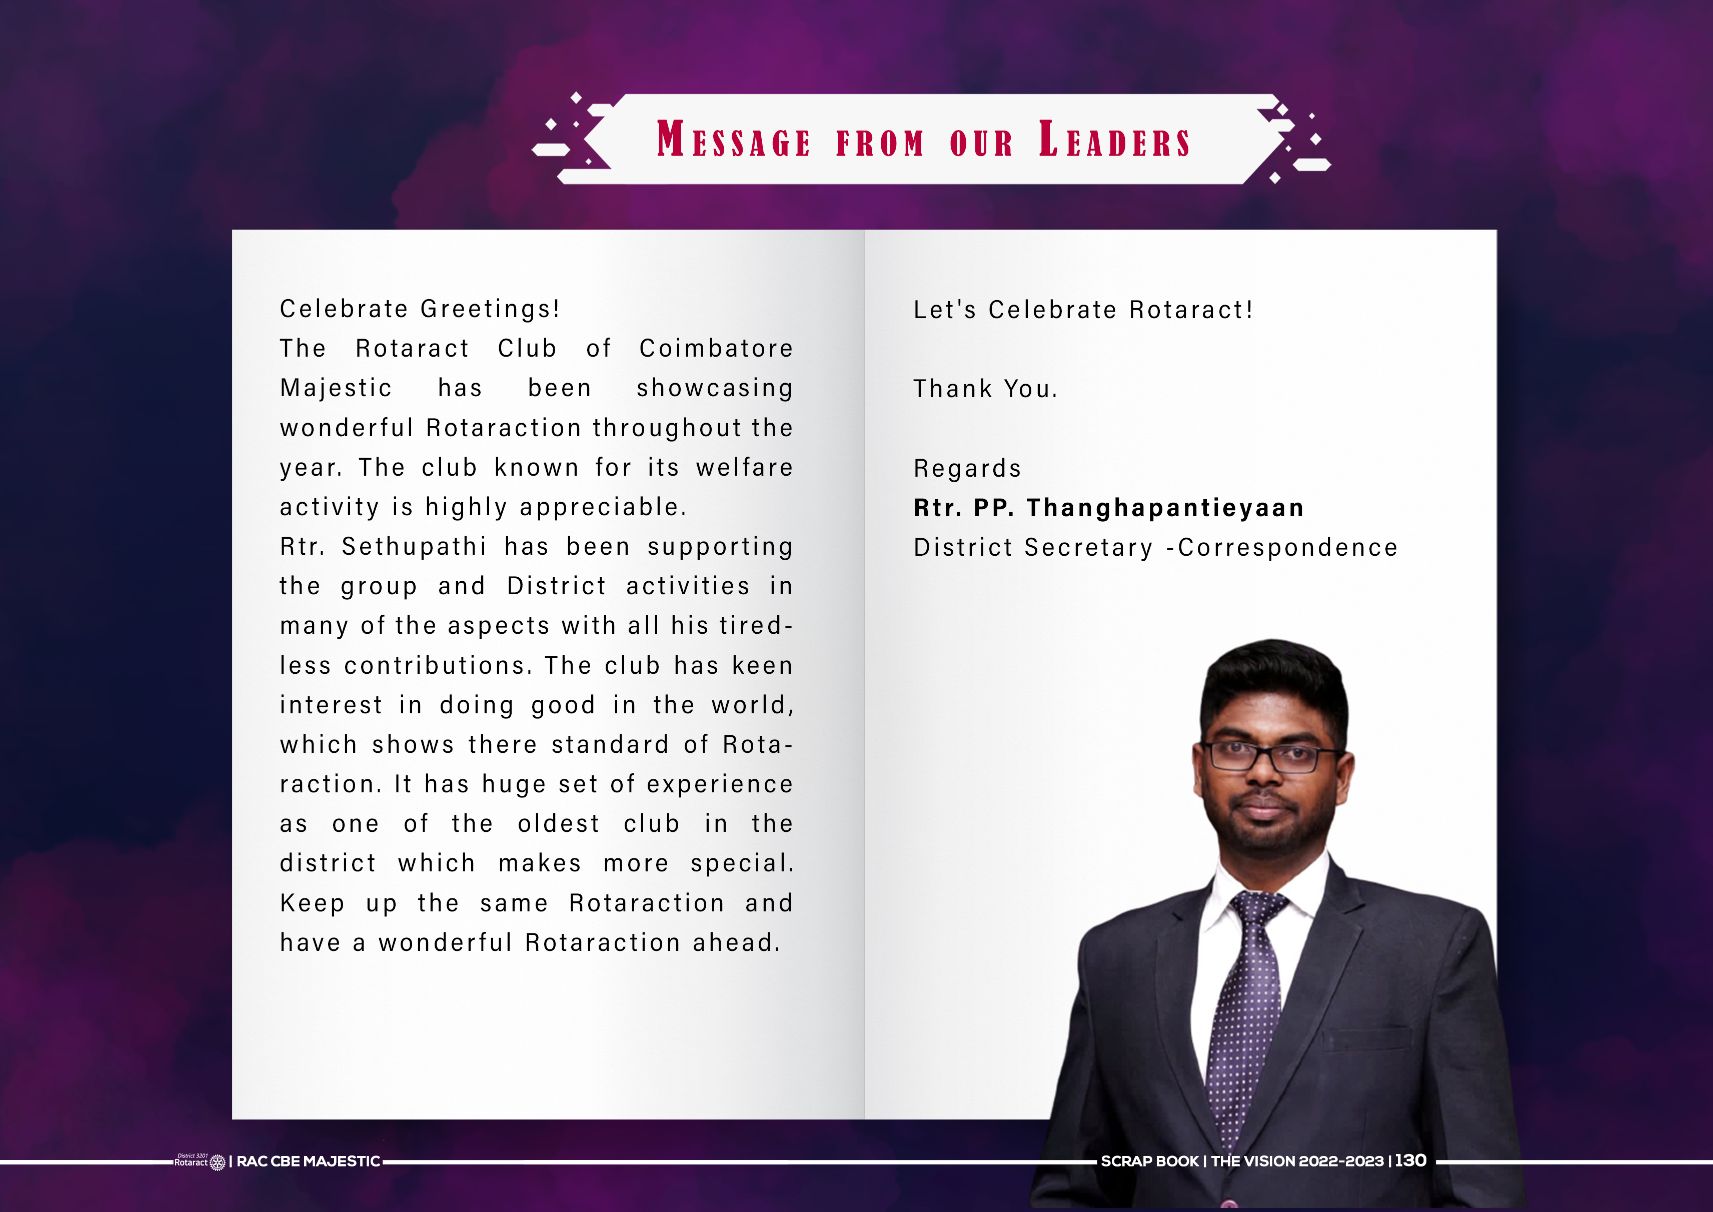 Message from our Leaders
Celebrate Greetings!
The Rotaract Club of Coimbatore
Majestic has been showcasing
wonderful Rotaraction throughout the
year. The club known for its welfare
activity is highly appreciable.
Rtr. Sethupathi has been supporting
the group and District activities in
many of the aspects with all his tired-
less contributions. The club has keen
interest in doing good in the world,
which shows there standard of Rota-
raction. It has huge set of experience
as one of the oldest club in the
district which makes more special.
Keep up the same Rotaraction and
have a wonderful Rotaraction ahead.
Let's Celebrate Rotaract!
Thank You.
Regards
Rtr. PP. Thanghapantieyaan
District Secretary -Correspondence
District 3201
Rotaract | RAC CBE MAJESTIC
SCRAP BOOK | THE VISION 2022-2023 | 130